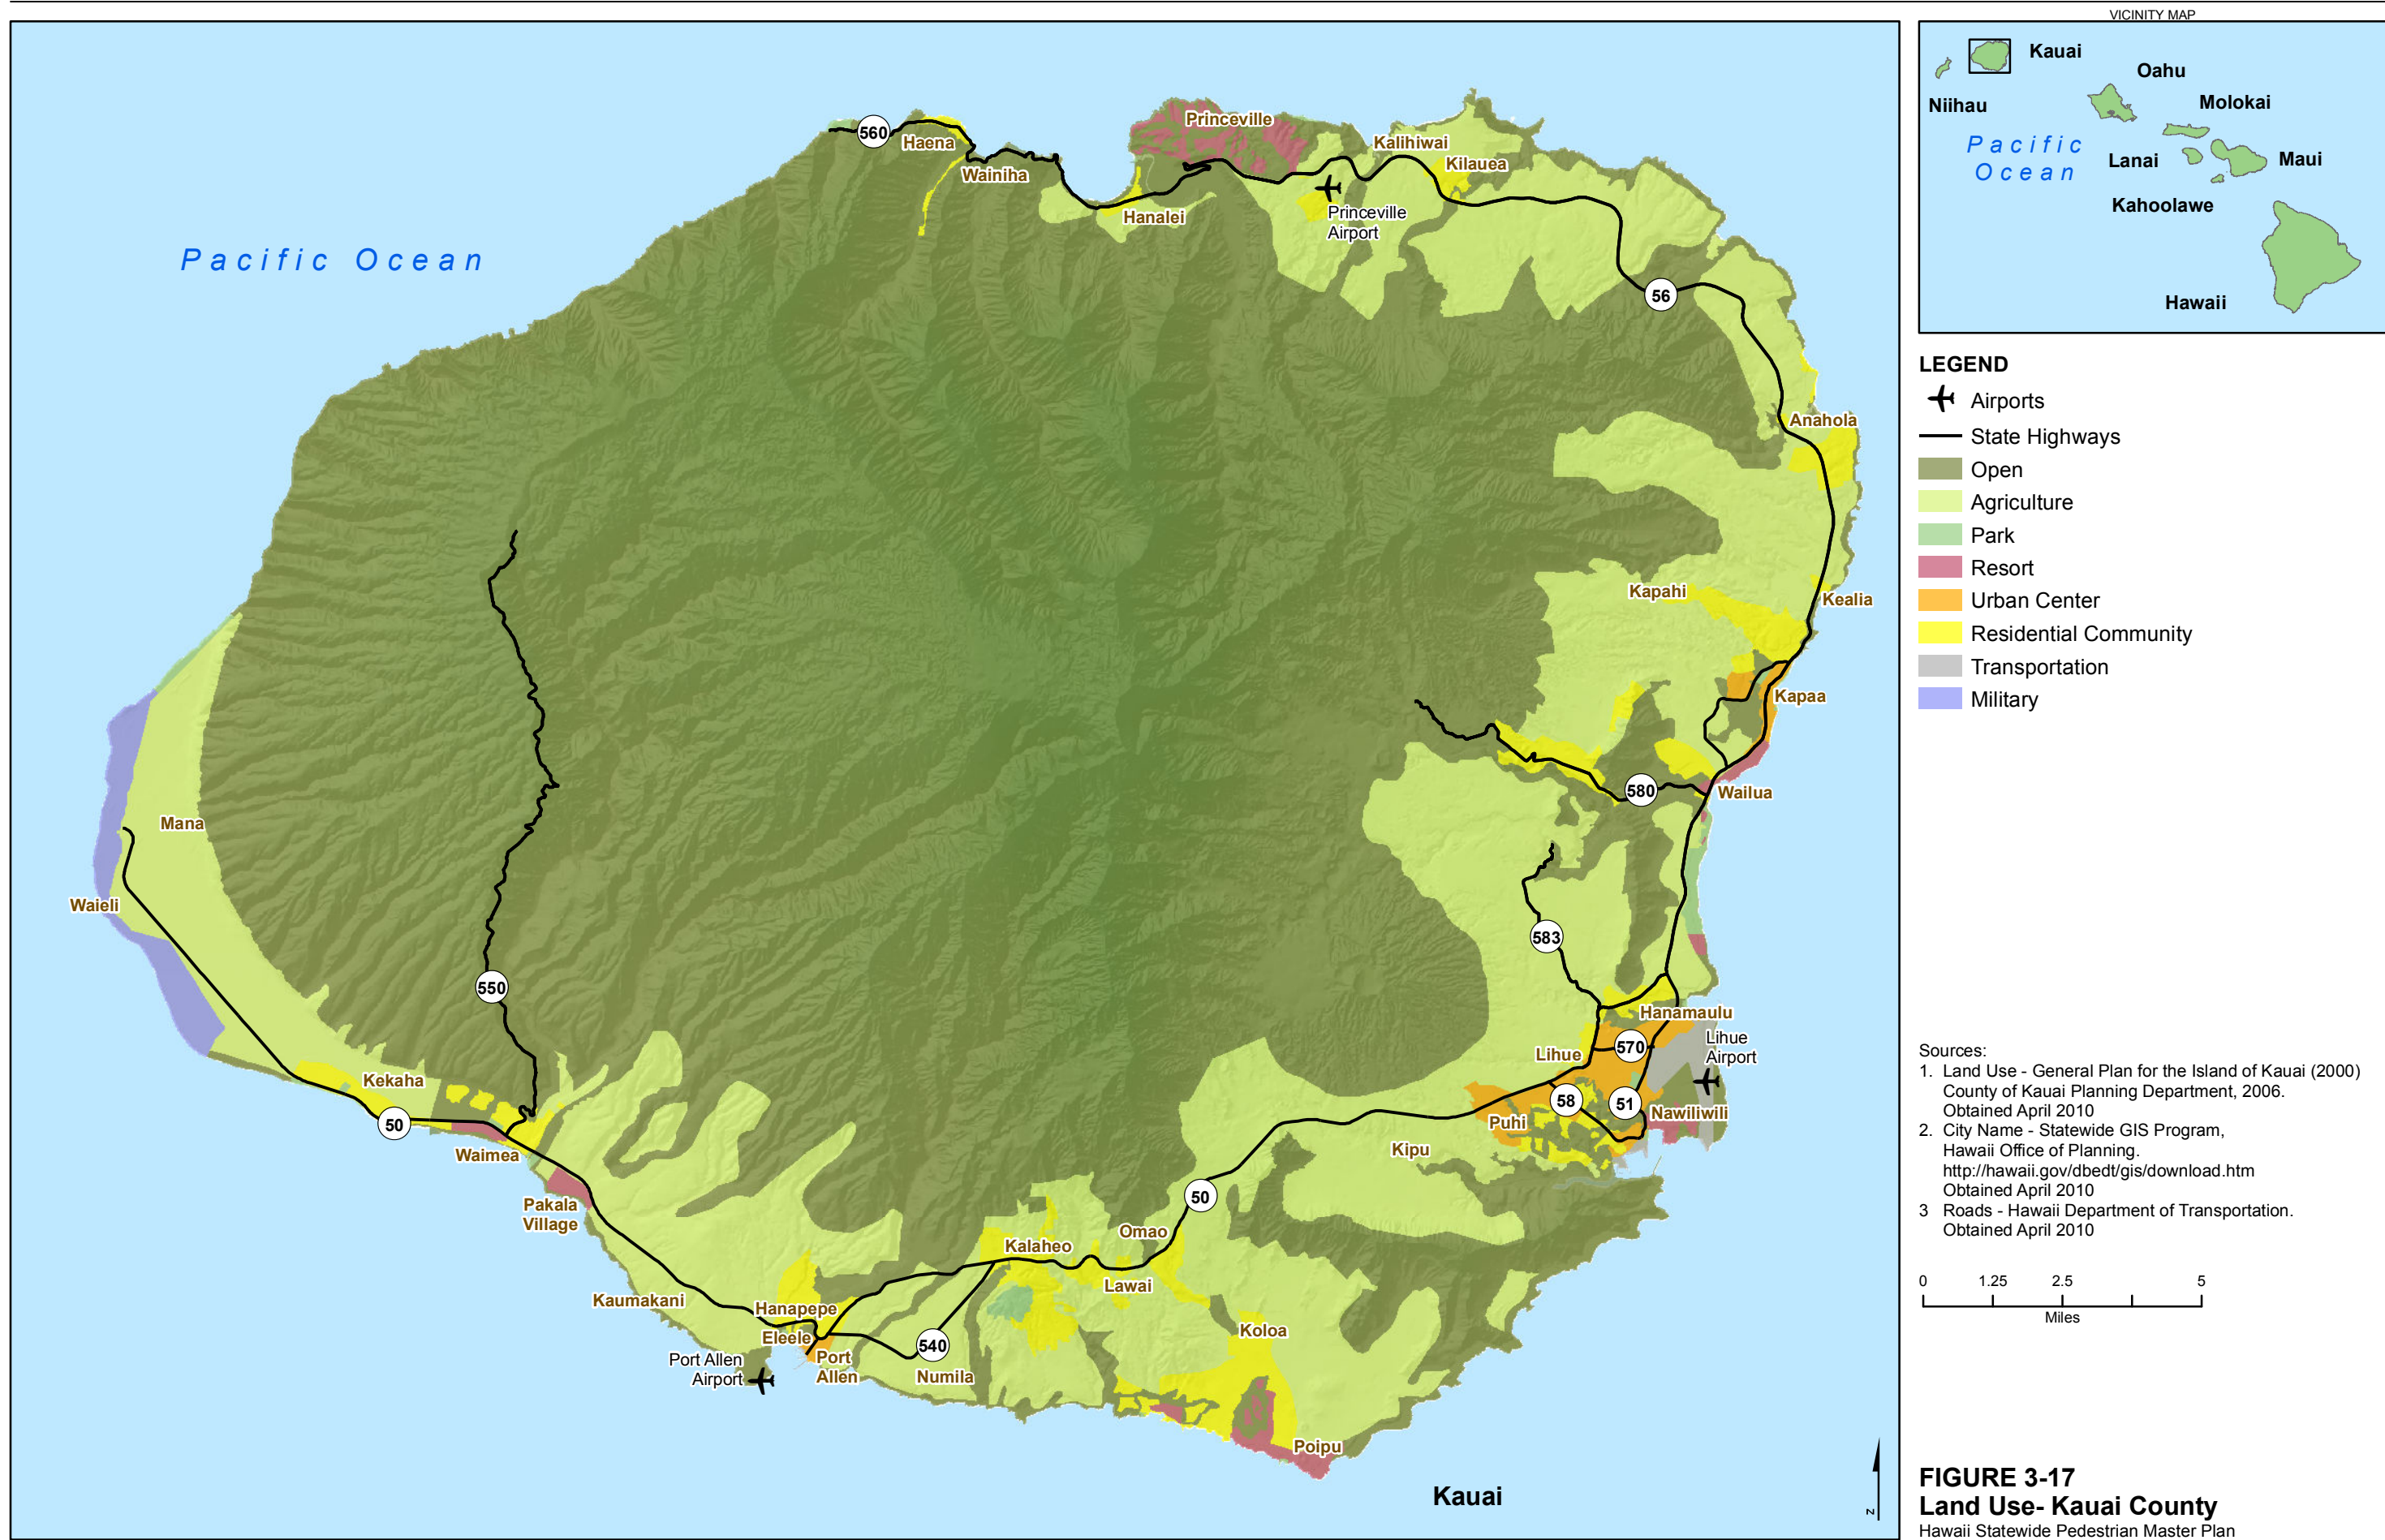 VICINITY MAP
Kauai
Oahu
Niihau
Molokai
Pacific
Ocean
Lanai
Maui
Kahoolawe
Hawaii
LEGEND
Airports
State Highways
Open
Agriculture
Park
Resort
Urban Center
Residential Community
Transportation
Military
Sources:
1. Land Use - General Plan for the Island of Kauai (2000)
County of Kauai Planning Department, 2006.
Obtained April 2010
2. City Name - Statewide GIS Program,
Hawaii Office of Planning.
http://hawaii.gov/dbedt/gis/download.htm
Obtained April 2010
3 Roads - Hawaii Department of Transportation.
Obtained April 2010
0 1.25 2.5 5
Miles
FIGURE 3-17
Land Use- Kauai County
Hawaii Statewide Pedestrian Master Plan
Pacific Ocean
560
Haena
Wainiha
Hanalei
Princeville
Kalihiwai
Kilauea
Princeville
Airport
56
Anahola
Kapahi
Kealia
Kapaa
580
Wailua
583
Hanamaulu
570
Lihue
Lihue
Airport
58
51
Nawiliwili
Puhi
Kipu
50
Omao
Kalaheo
Lawai
Koloa
Poipu
Mana
Waieli
550
Kekaha
50
Waimea
Pakala
Village
Kaumakani
Hanapepe
Eleele
Port
Allen
Port Allen
Airport
540
Numila
Kauai
N